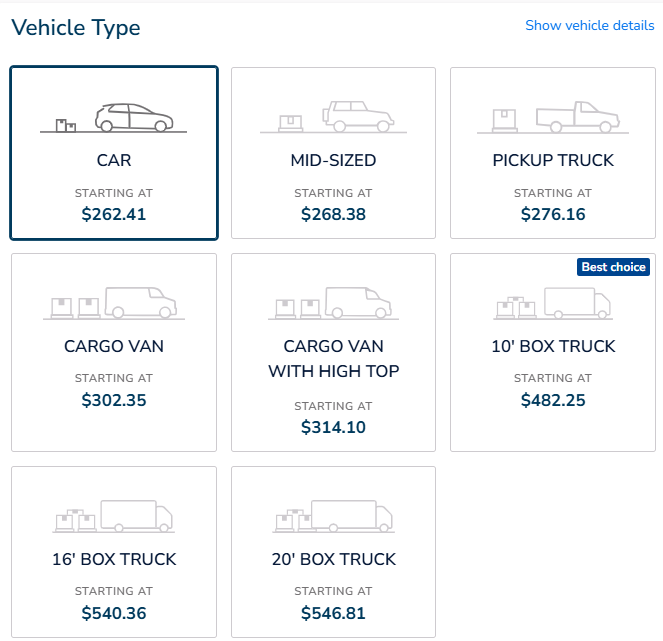 Vehicle Type
Show vehicle details
CAR
STARTING AT
$262.41
MID-SIZED
STARTING AT
$268.38
PICKUP TRUCK
STARTING AT
$276.16
CARGO VAN
STARTING AT
$302.35
CARGO VAN
WITH HIGH TOP
STARTING AT
$314.10
Best choice
10' BOX TRUCK
STARTING AT
$482.25
16' BOX TRUCK
STARTING AT
$540.36
20' BOX TRUCK
STARTING AT
$546.81